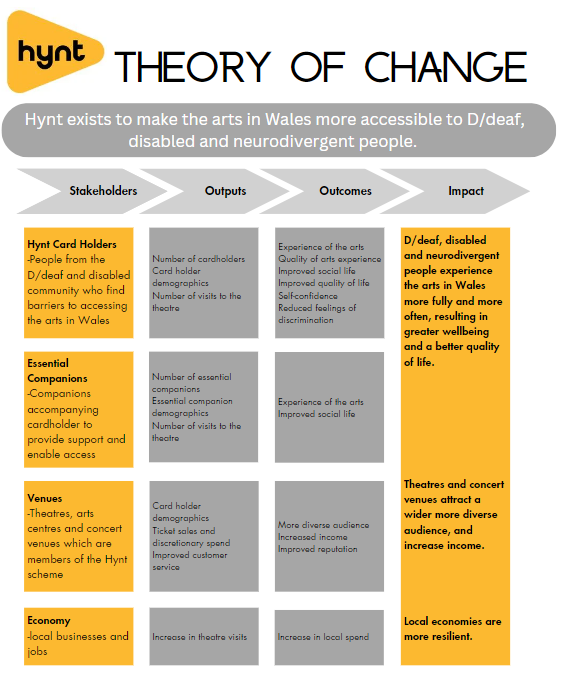 hynt
THEORY OF CHANGE
Hynt exists to make the arts in Wales more accessible to D/deaf,
disabled and neurodivergent people.
Stakeholders
Outputs
Outcomes
Impact
Hynt Card Holders
-People from the
D/deaf and disabled
community who find
barriers to accessing
the arts in Wales
Number of cardholders
Card holder
demographics
Number of visits to the
theatre
Experience of the arts
Quality of arts experience
Improved social life
Improved quality of life
Self-confidence
Reduced feelings of
discrimination
D/deaf, disabled
and neurodivergent
people experience
the arts in Wales
more fully and more
often, resulting in
greater wellbeing
and a better quality
of life.
Essential
Companions
-Companions
accompanying
cardholder to
provide support and
enable access
Number of essential
companions
Essential companion
demographics
Number of visits to the
theatre
Experience of the arts
Improved social life
Venues
-Theatres, arts
centres and concert
venues which are
members of the Hynt
scheme
Card holder
demographics
Ticket sales and
discretionary spend
Improved customer
service
More diverse audience
Increased income
Improved reputation
Theatres and concert
venues attract a
wider more diverse
audience, and
increase income.
Economy
-local businesses and
jobs
Increase in theatre visits
Increase in local spend
Local economies are
more resilient.